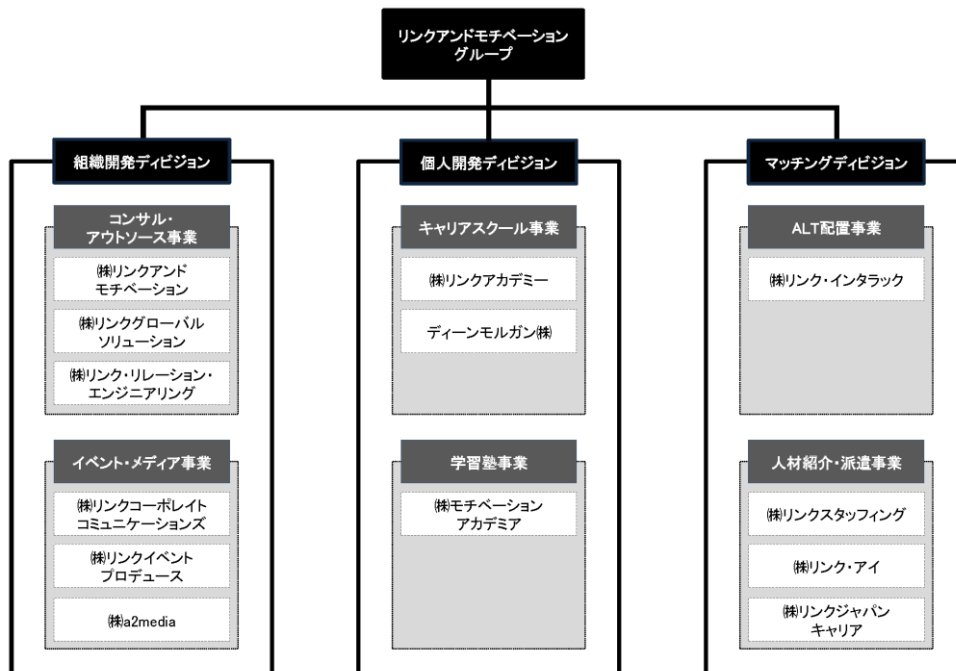 リンクアンドモチベーション
グループ
組織開発ディビジョン
コンサル・
アウトソース事業
㈱リンクアンド
モチベーション
㈱リンクグローバル
ソリューション
㈱リンク・リレーション・
エンジニアリング
イベント・メディア事業
㈱リンクコーポレイト
コミュニケーションズ
㈱リンクイベント
プロデュース
㈱a2media
個人開発ディビジョン
キャリアスクール事業
㈱リンクアカデミー
ディーンモルガン㈱
学習塾事業
㈱モチベーション
アカデミア
マッチングディビジョン
ALT配置事業
㈱リンク・インタラック
人材紹介・派遣事業
㈱リンクスタッフィング
㈱リンク・アイ
㈱リンクジャパン
キャリア